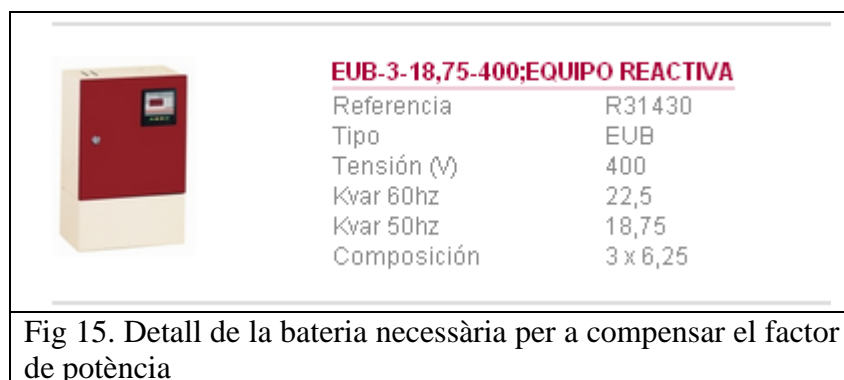 EUB-3-18,75-400;EQUIPO REACTIVA
Referencia R31430
Tipo EUB
Tensión (V) 400
Kvar 60hz 22,5
Kvar 50hz 18,75
Composición 3 x 6,25
Fig 15. Detall de la bateria necessària per a compensar el factor
de potència